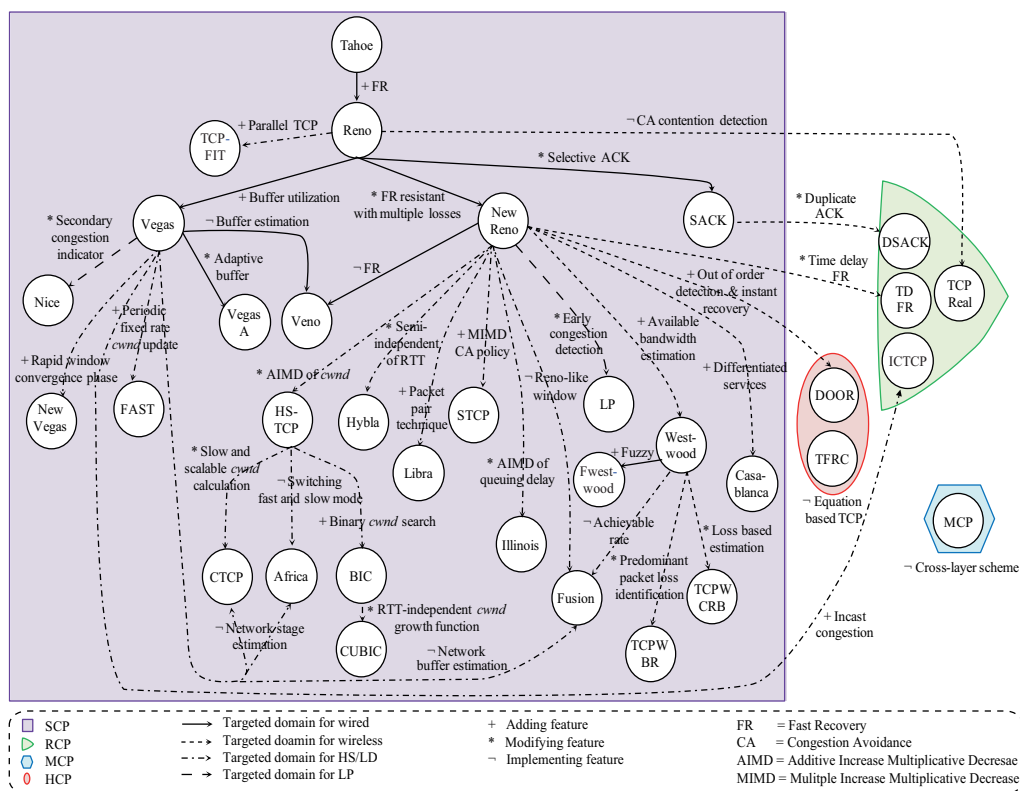 Tahoe
+ FR
TCP-
FIT
+ Parallel TCP
Reno
¬ CA contention detection
* Selective ACK
+ Buffer utilization
* FR resistant
with multiple losses
* Secondary
congestion
indicator
Vegas
¬ Buffer estimation
New
Reno
SACK
* Duplicate
ACK
DSACK
* Adaptive
buffer
¬ FR
+ Out of order
detection & instant
recovery
* Time delay
FR
TD
FR
TCP
Real
Nice
Vegas
A
Veno
+ Periodic
fixed rate
cwnd update
* Semi-
independent
of RTT
+ MIMD
CA policy
* Early
congestion
detection
+ Available
bandwidth
estimation
ICTCP
+ Rapid window
convergence phase
* AIMD of cwnd
+ Packet
pair
technique
¬ Reno-like
window
+ Differentiated
services
New
Vegas
FAST
HS-
TCP
Hybla
STCP
LP
DOOR
West-
wood
+ Fuzzy
TFRC
* Slow and
scalable cwnd
calculation
Libra
* AIMD of
queuing delay
Fwest-
wood
Casa-
blanca
¬ Switching
fast and slow mode
+ Binary cwnd search
¬ Equation
based TCP
MCP
Illinois
¬ Achievable
rate
* Loss based
estimation
* Predominant
packet loss
identification
¬ Cross-layer scheme
CTCP
Africa
BIC
Fusion
TCPW
CRB
* RTT-independent cwnd
growth function
+ Incast
congestion
¬ Network stage
estimation
CUBIC
¬ Network
buffer estimation
TCPW
BR
SCP
RCP
MCP
HCP
Targeted domain for wired
Targeted doamin for wireless
Targeted domain for HS/LD
Targeted domain for LP
+ Adding feature
* Modifying feature
¬ Implementing feature
FR = Fast Recovery
CA = Congestion Avoidance
AIMD = Additive Increase Multiplicative Decresae
MIMD = Mulitple Increase Multiplicative Decrease